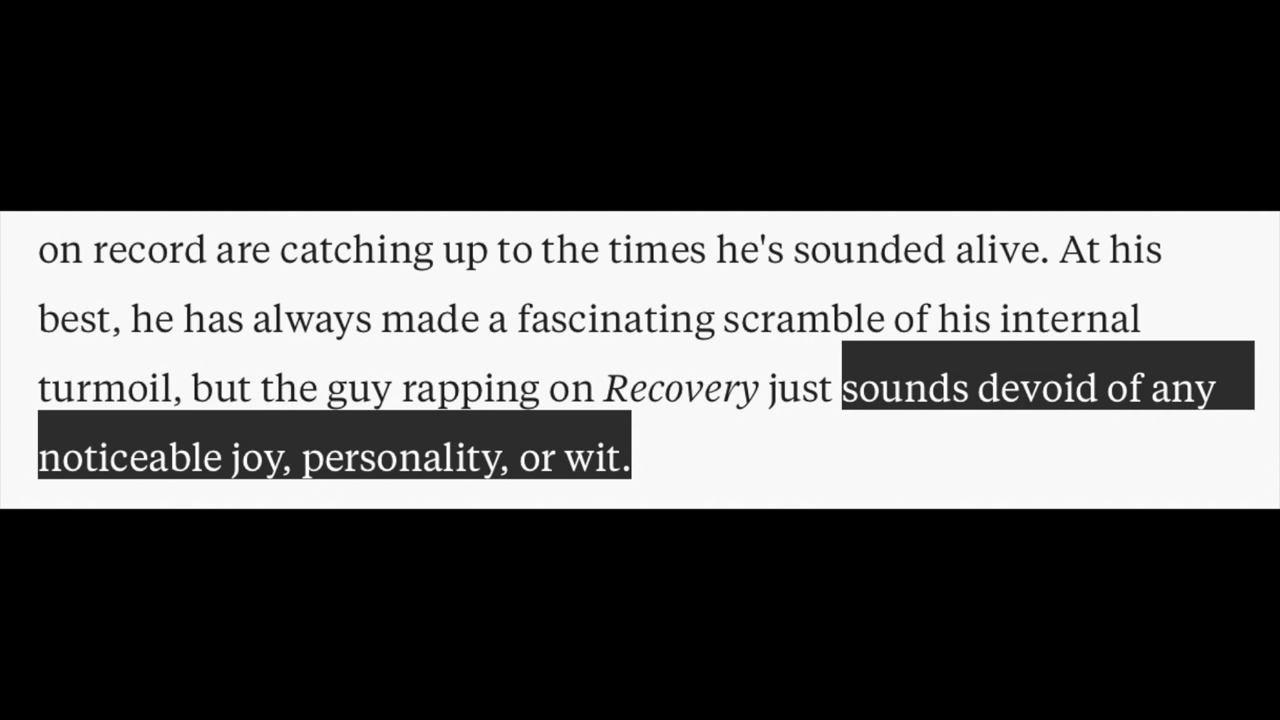 on record are catching up to the times he's sounded alive. At his
best, he has always made a fascinating scramble of his internal
turmoil, but the guy rapping on Recovery just sounds devoid of any
noticeable joy, personality, or wit.